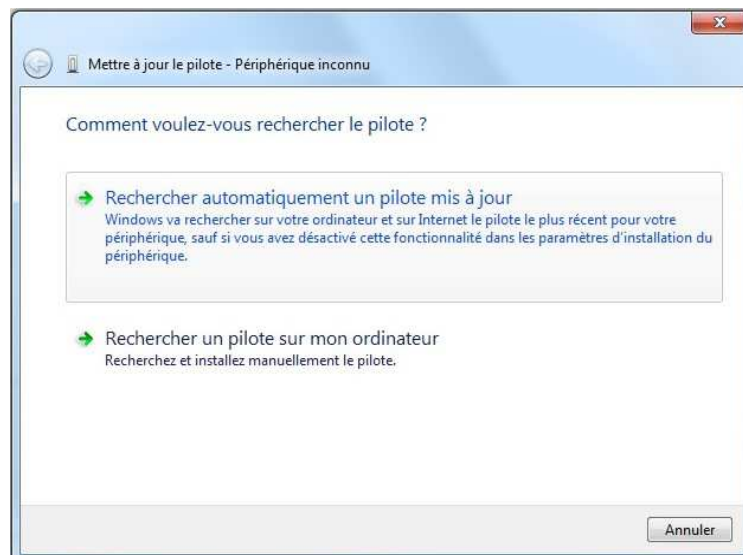 Mettre à jour le pilote - Périphérique inconnu
Comment voulez-vous rechercher le pilote ?
Rechercher automatiquement un pilote mis à jour
Windows va rechercher sur votre ordinateur et sur Internet le pilote le plus récent pour votre
périphérique, sauf si vous avez désactivé cette fonctionnalité dans les paramètres d'installation du
périphérique.
Rechercher un pilote sur mon ordinateur
Recherchez et installez manuellement le pilote.
Annuler